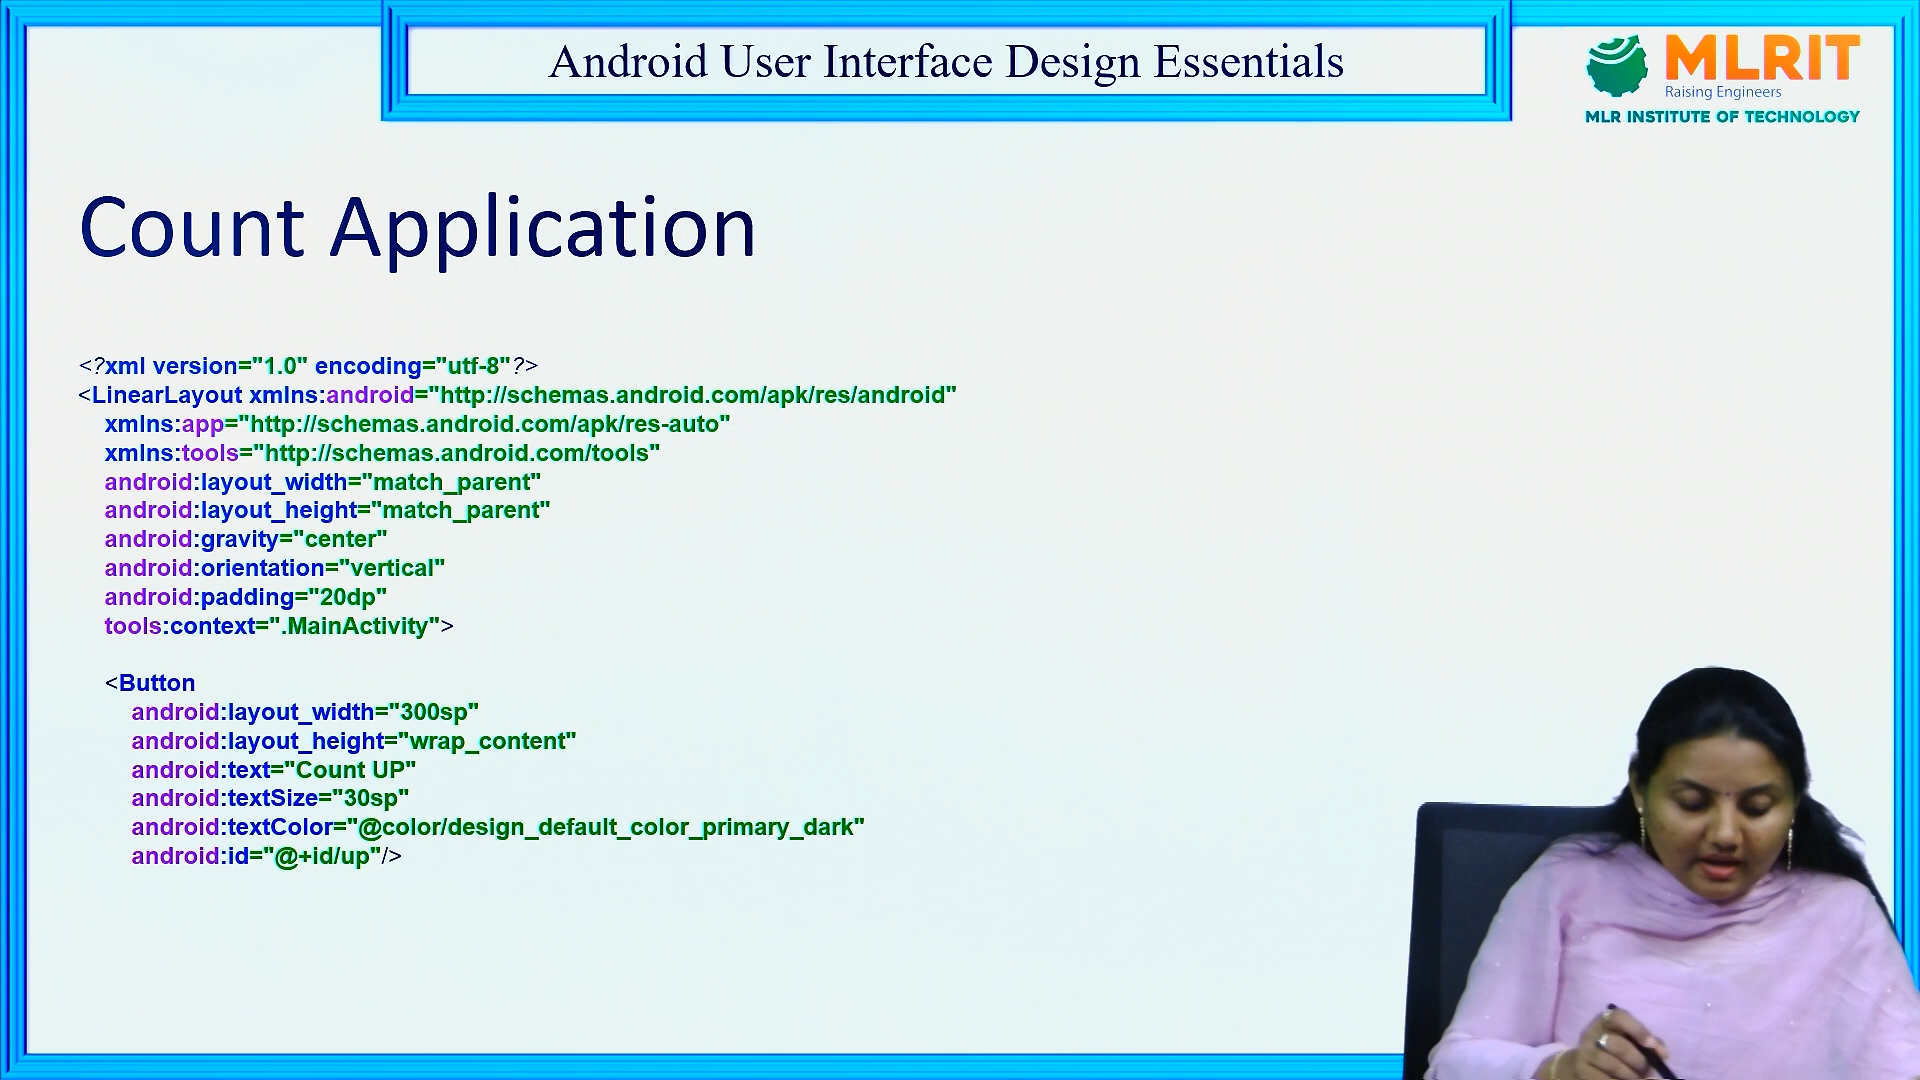 Android User Interface Design Essentials
MLRIT
Raising Engineers
MLR INSTITUTE OF TECHNOLOGY
Count Application
<?xml version="1.0" encoding="utf-8"?>
<LinearLayout xmlns:android="http://schemas.android.com/apk/res/android"
xmlns:app="http://schemas.android.com/apk/res-auto"
xmlns:tools="http://schemas.android.com/tools"
android:layout_width="match_parent"
android:layout_height="match_parent"
android:gravity="center"
android:orientation="vertical"
android:padding="20dp"
tools:context=".MainActivity">
<Button
android:layout_width="300sp"
android:layout_height="wrap_content"
android:text="Count UP"
android:textSize="30sp"
android:textColor="@color/design_default_color_primary_dark"
android:id="@+id/up"/>